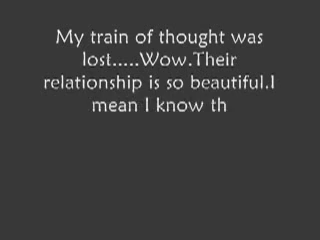 My train of thought was
lost.....Wow.Their
relationship is so beautiful.I
mean I know th